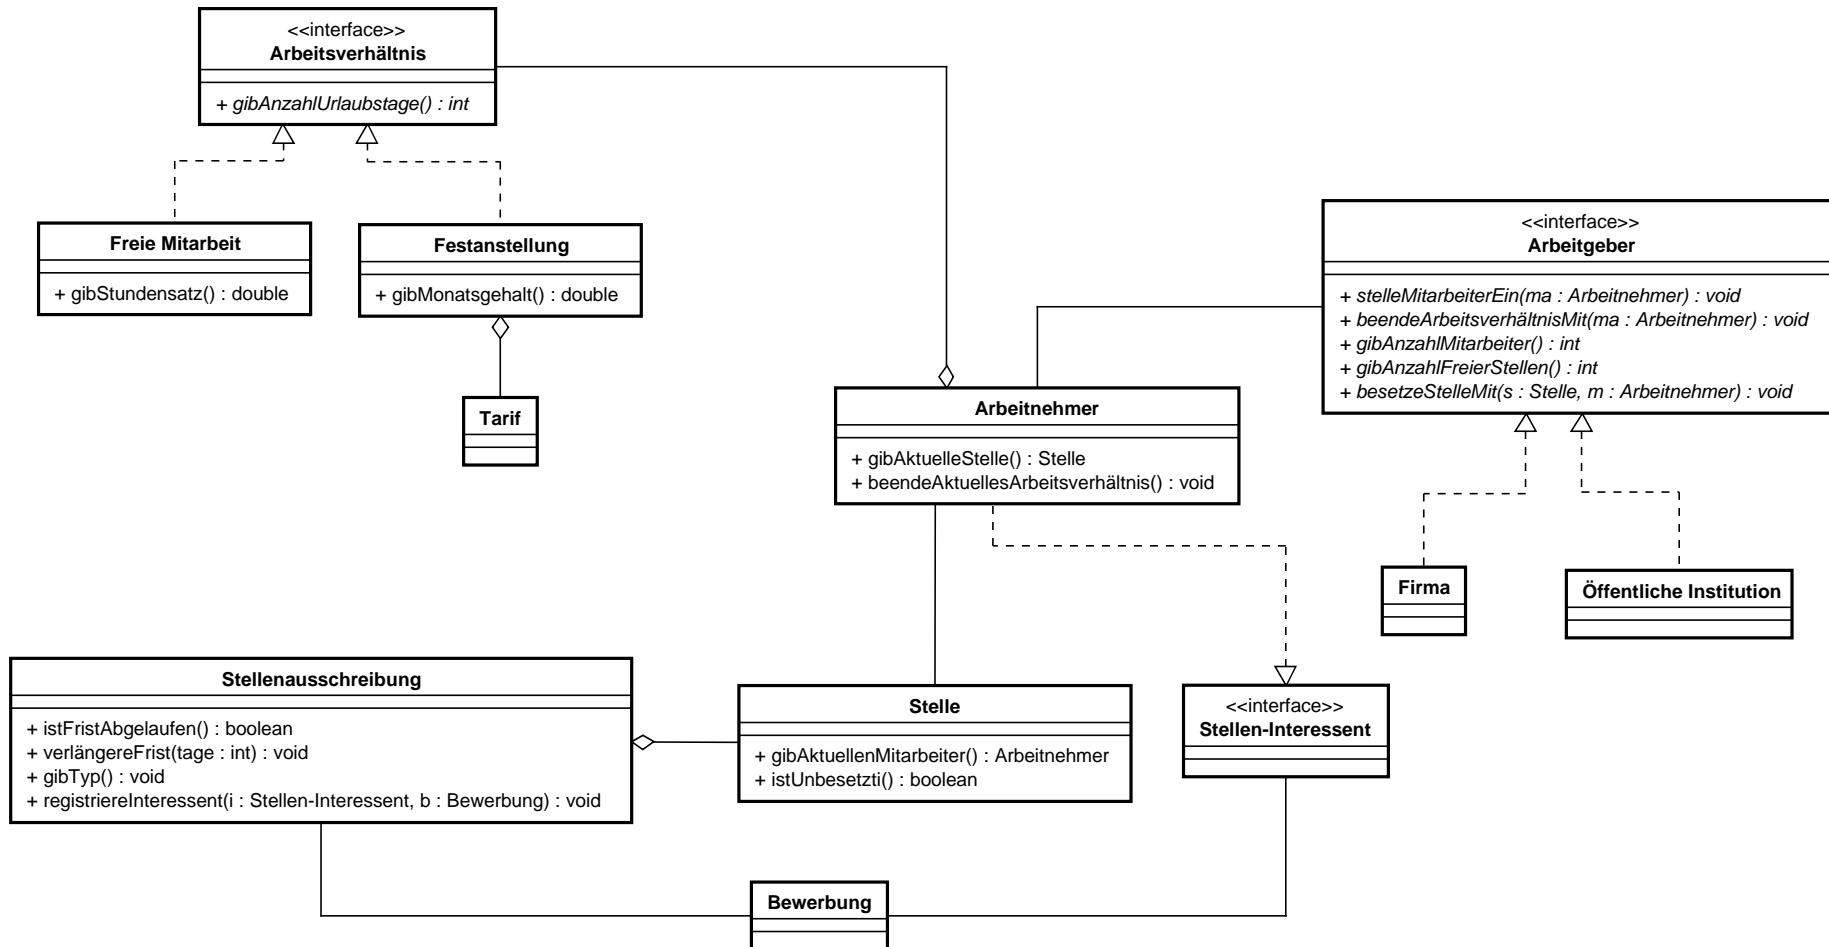 <<interface>>
Arbeitsverhältnis
+ gibAnzahlUrlaubstage() : int
Freie Mitarbeit
+ gibStundensatz() : double
Festanstellung
+ gibMonatsgehalt() : double
Tarif
<<interface>>
Arbeitgeber
+ stelleMitarbeiterEin(ma : Arbeitnehmer) : void
+ beendeArbeitsverhältnisMit(ma : Arbeitnehmer) : void
+ gibAnzahlMitarbeiter() : int
+ gibAnzahlFreierStellen() : int
+ besetzeStelleMit(s : Stelle, m : Arbeitnehmer) : void
Arbeitnehmer
+ gibAktuelleStelle() : Stelle
+ beendeAktuellesArbeitsverhältnis() : void
Firma
Öffentliche Institution
Stellenausschreibung
+ istFristAbgelaufen() : boolean
+ verlängereFrist(tage : int) : void
+ gibTyp() : void
+ registriereInteressent(i : Stellen-Interessent, b : Bewerbung) : void
Stelle
+ gibAktuellenMitarbeiter() : Arbeitnehmer
+ istUnbesetzti() : boolean
<<interface>>
Stellen-Interessent
Bewerbung